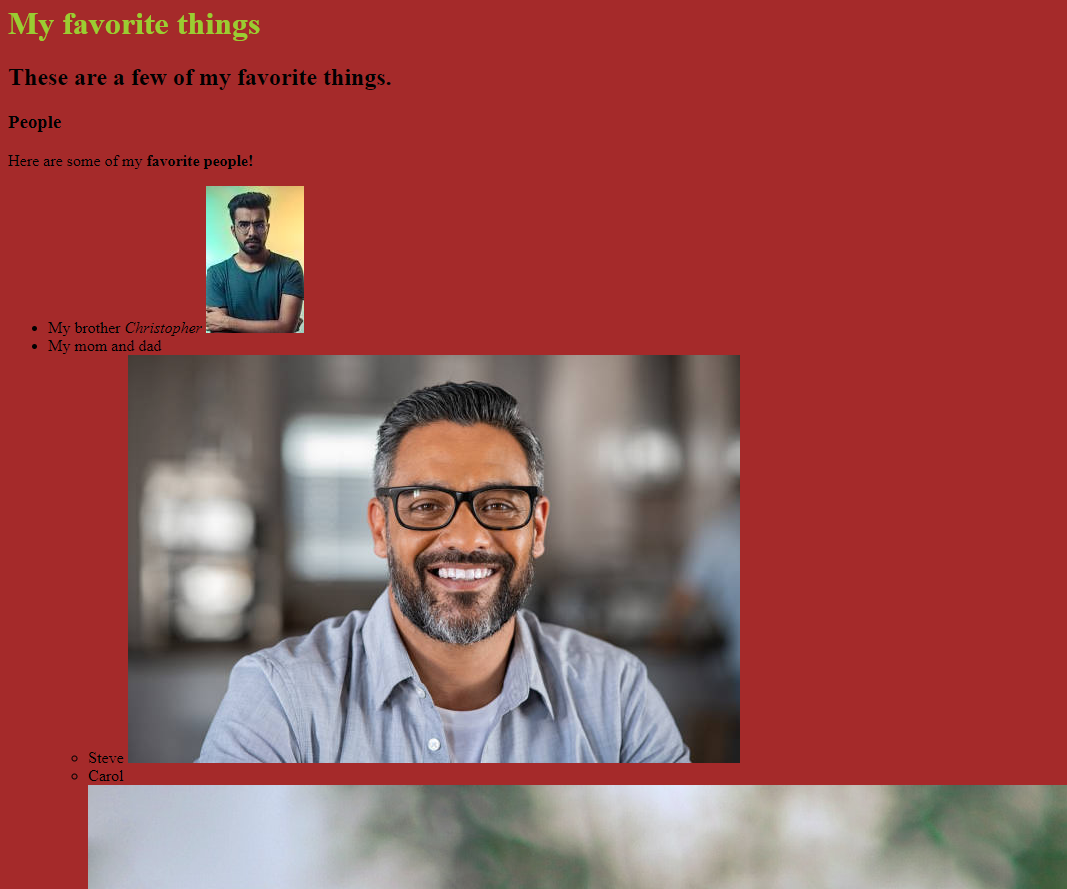 My favorite things
These are a few of my favorite things.
People
Here are some of my favorite people!
My brother Christopher
My mom and dad
Steve
Carol